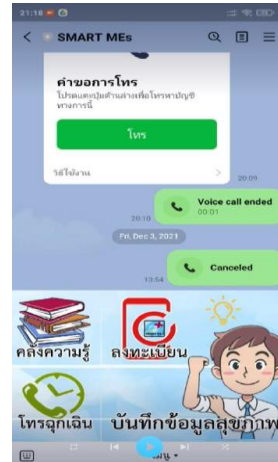 21:18
SMART MEs
คำขอการโทร
โปรดแตะปุ่มด้านล่างเพื่อโทรหาบัญชี
ทางการนี้
โทร
วิธีใช้งาน
20:09
Voice call ended
00:01
20:10
Fri, Dec 3, 2021
Canceled
13:54
คลังความรู้
ลงทะเบียน
โทรฉุกเฉิน
บันทึกข้อมูลสุขภาพ
เมนู